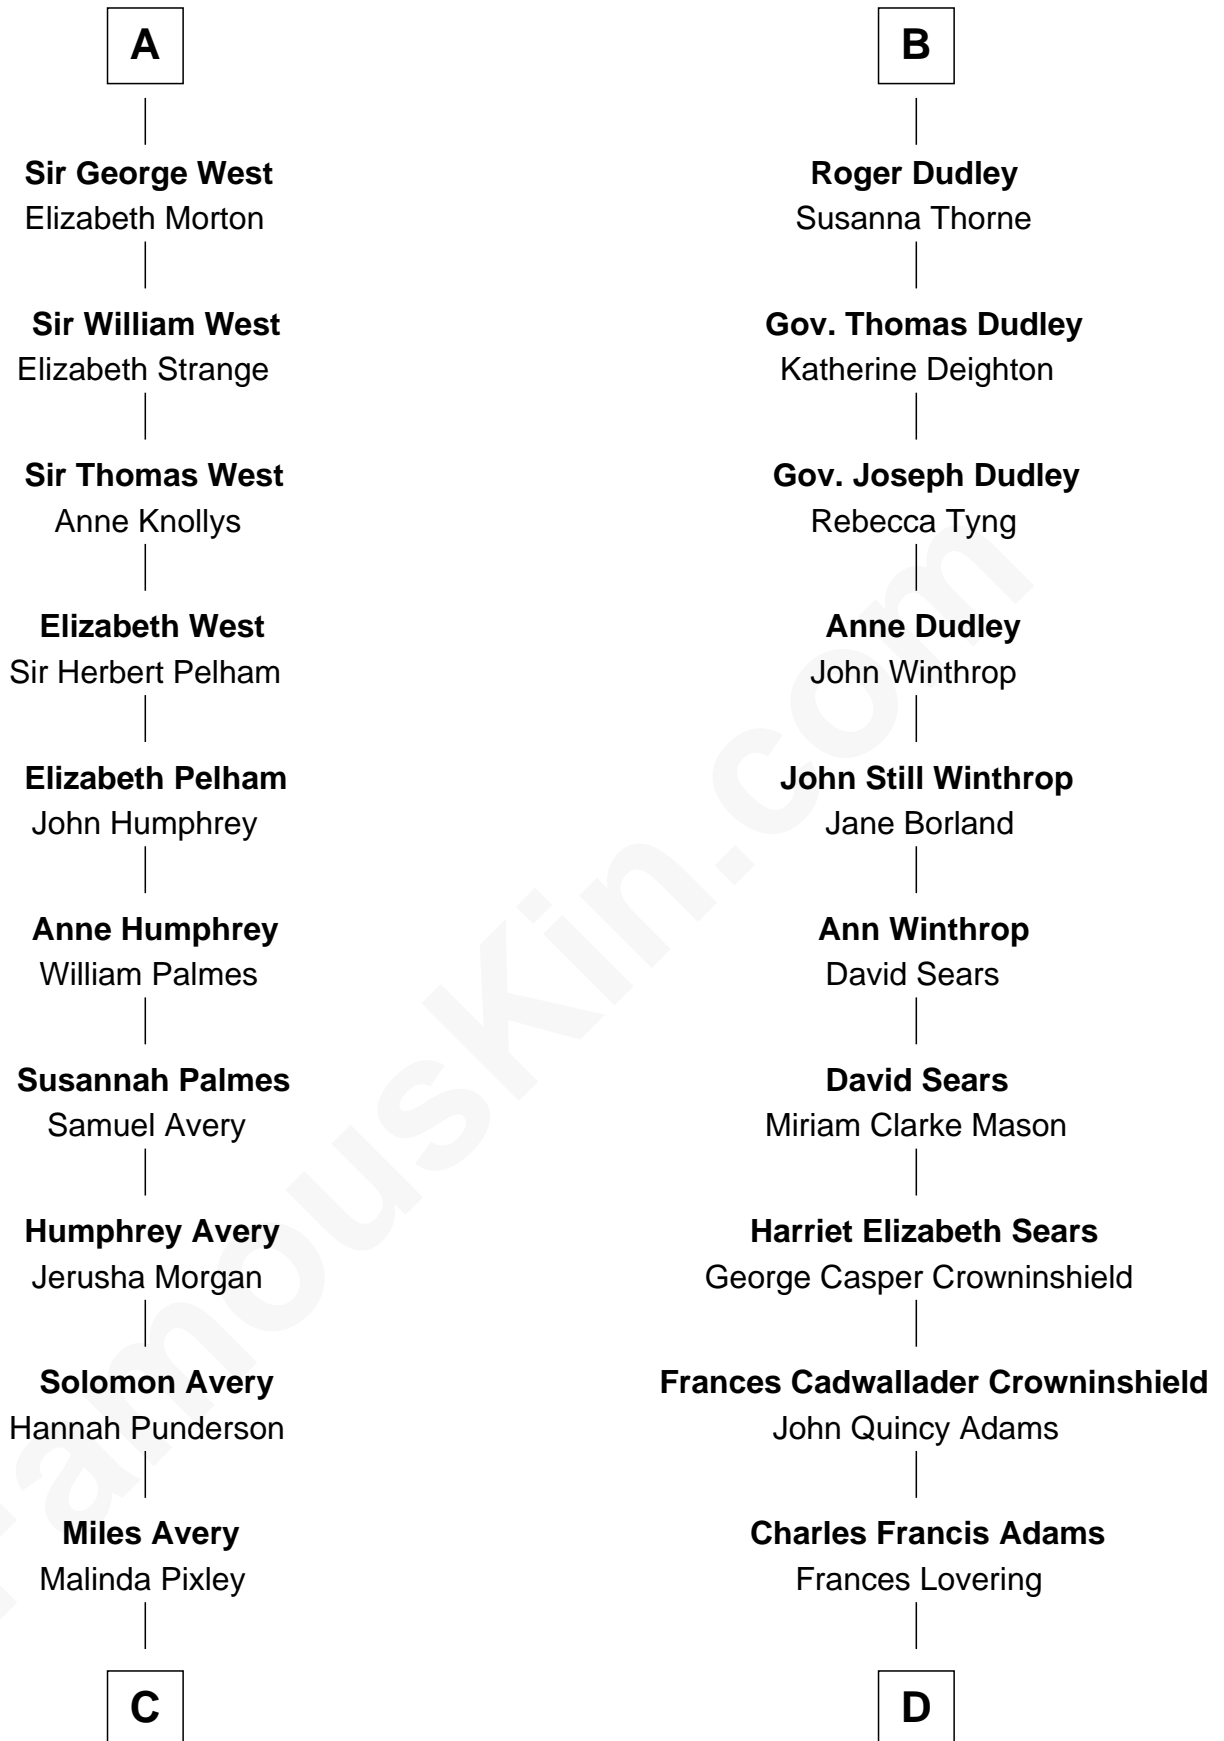 A
Sir George West
Elizabeth Morton
Sir William West
Elizabeth Strange
Sir Thomas West
Anne Knollys
Elizabeth West
Sir Herbert Pelham
Elizabeth Pelham
John Humphrey
Anne Humphrey
William Palmes
Susannah Palmes
Samuel Avery
Humphrey Avery
Jerusha Morgan
Solomon Avery
Hannah Punderson
Miles Avery
Malinda Pixley
C
B
Roger Dudley
Susanna Thorne
Gov. Thomas Dudley
Katherine Deighton
Gov. Joseph Dudley
Rebecca Tyng
Anne Dudley
John Winthrop
John Still Winthrop
Jane Borland
Ann Winthrop
David Sears
David Sears
Miriam Clarke Mason
Harriet Elizabeth Sears
George Casper Crowninshield
Frances Cadwallader Crowninshield
John Quincy Adams
Charles Francis Adams
Frances Lovering
D
FamousKin.com